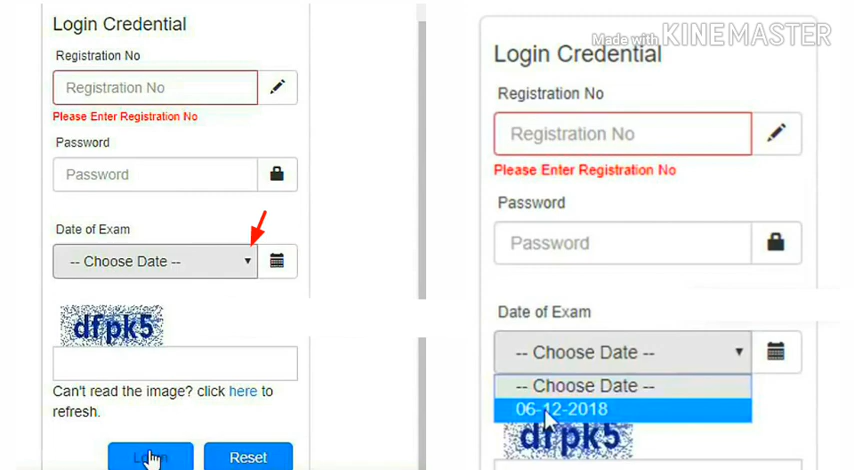 Login Credential
Registration No
Registration No
Please Enter Registration No
Password
Password
Date of Exam
-- Choose Date --
dfpk5
Can't read the image? click here to
refresh.
Login
Reset
Made with KINEMASTER
Login Credential
Registration No
Registration No
Please Enter Registration No
Password
Password
Date of Exam
-- Choose Date --
-- Choose Date --
06-12-2018
dfpk5